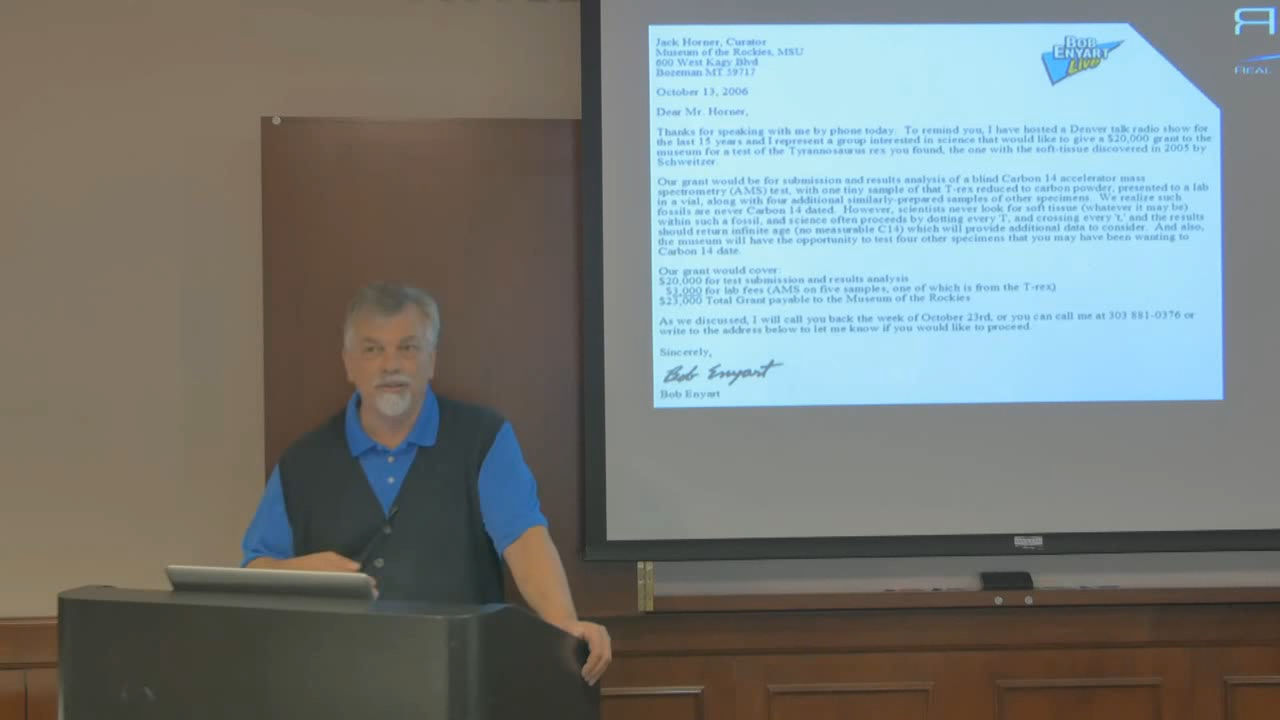 Jack Horner, Curator
Museum of the Rockies, MSU
600 West Kagy Blvd
Bozeman MT 59717
October 13, 2006
Dear Mr. Horner,
Thanks for speaking with me by phone today. To remind you, I have hosted a Denver talk radio show for
the last 15 years and I represent a group interested in science that would like to give a $20,000 grant to the
museum for a test of the Tyrannosaurus rex you found, the one with the soft-tissue discovered in 2005 by
Schweitzer.
Our grant would be for submission and results analysis of a blind Carbon 14 accelerator mass
spectrometry (AMS) test, with one tiny sample of that T-rex reduced to carbon powder, presented to a lab
in a vial, along with four additional similarly-prepared samples of other specimens. We realize such
fossils are never Carbon 14 dated. However, scientists never look for soft tissue (whatever it may be)
within such a fossil, and science often proceeds by dotting every 'I', and crossing every 't,' and the results
should return infinite age (no measurable C14) which will provide additional data to consider. And also,
the museum will have the opportunity to test four other specimens that you may have been wanting to
Carbon 14 date.
Our grant would cover:
$20,000 for test submission and results analysis
$3,000 for lab fees (AMS on five samples, one of which is from the T-rex)
$23,000 Total Grant payable to the Museum of the Rockies
As we discussed, I will call you back the week of October 23rd, or you can call me at 303 881-0376 or
write to the address below to let me know if you would like to proceed.
Sincerely,
Bob Enyart
Bob Enyart
BOB
ENYART
LIVE
REAL